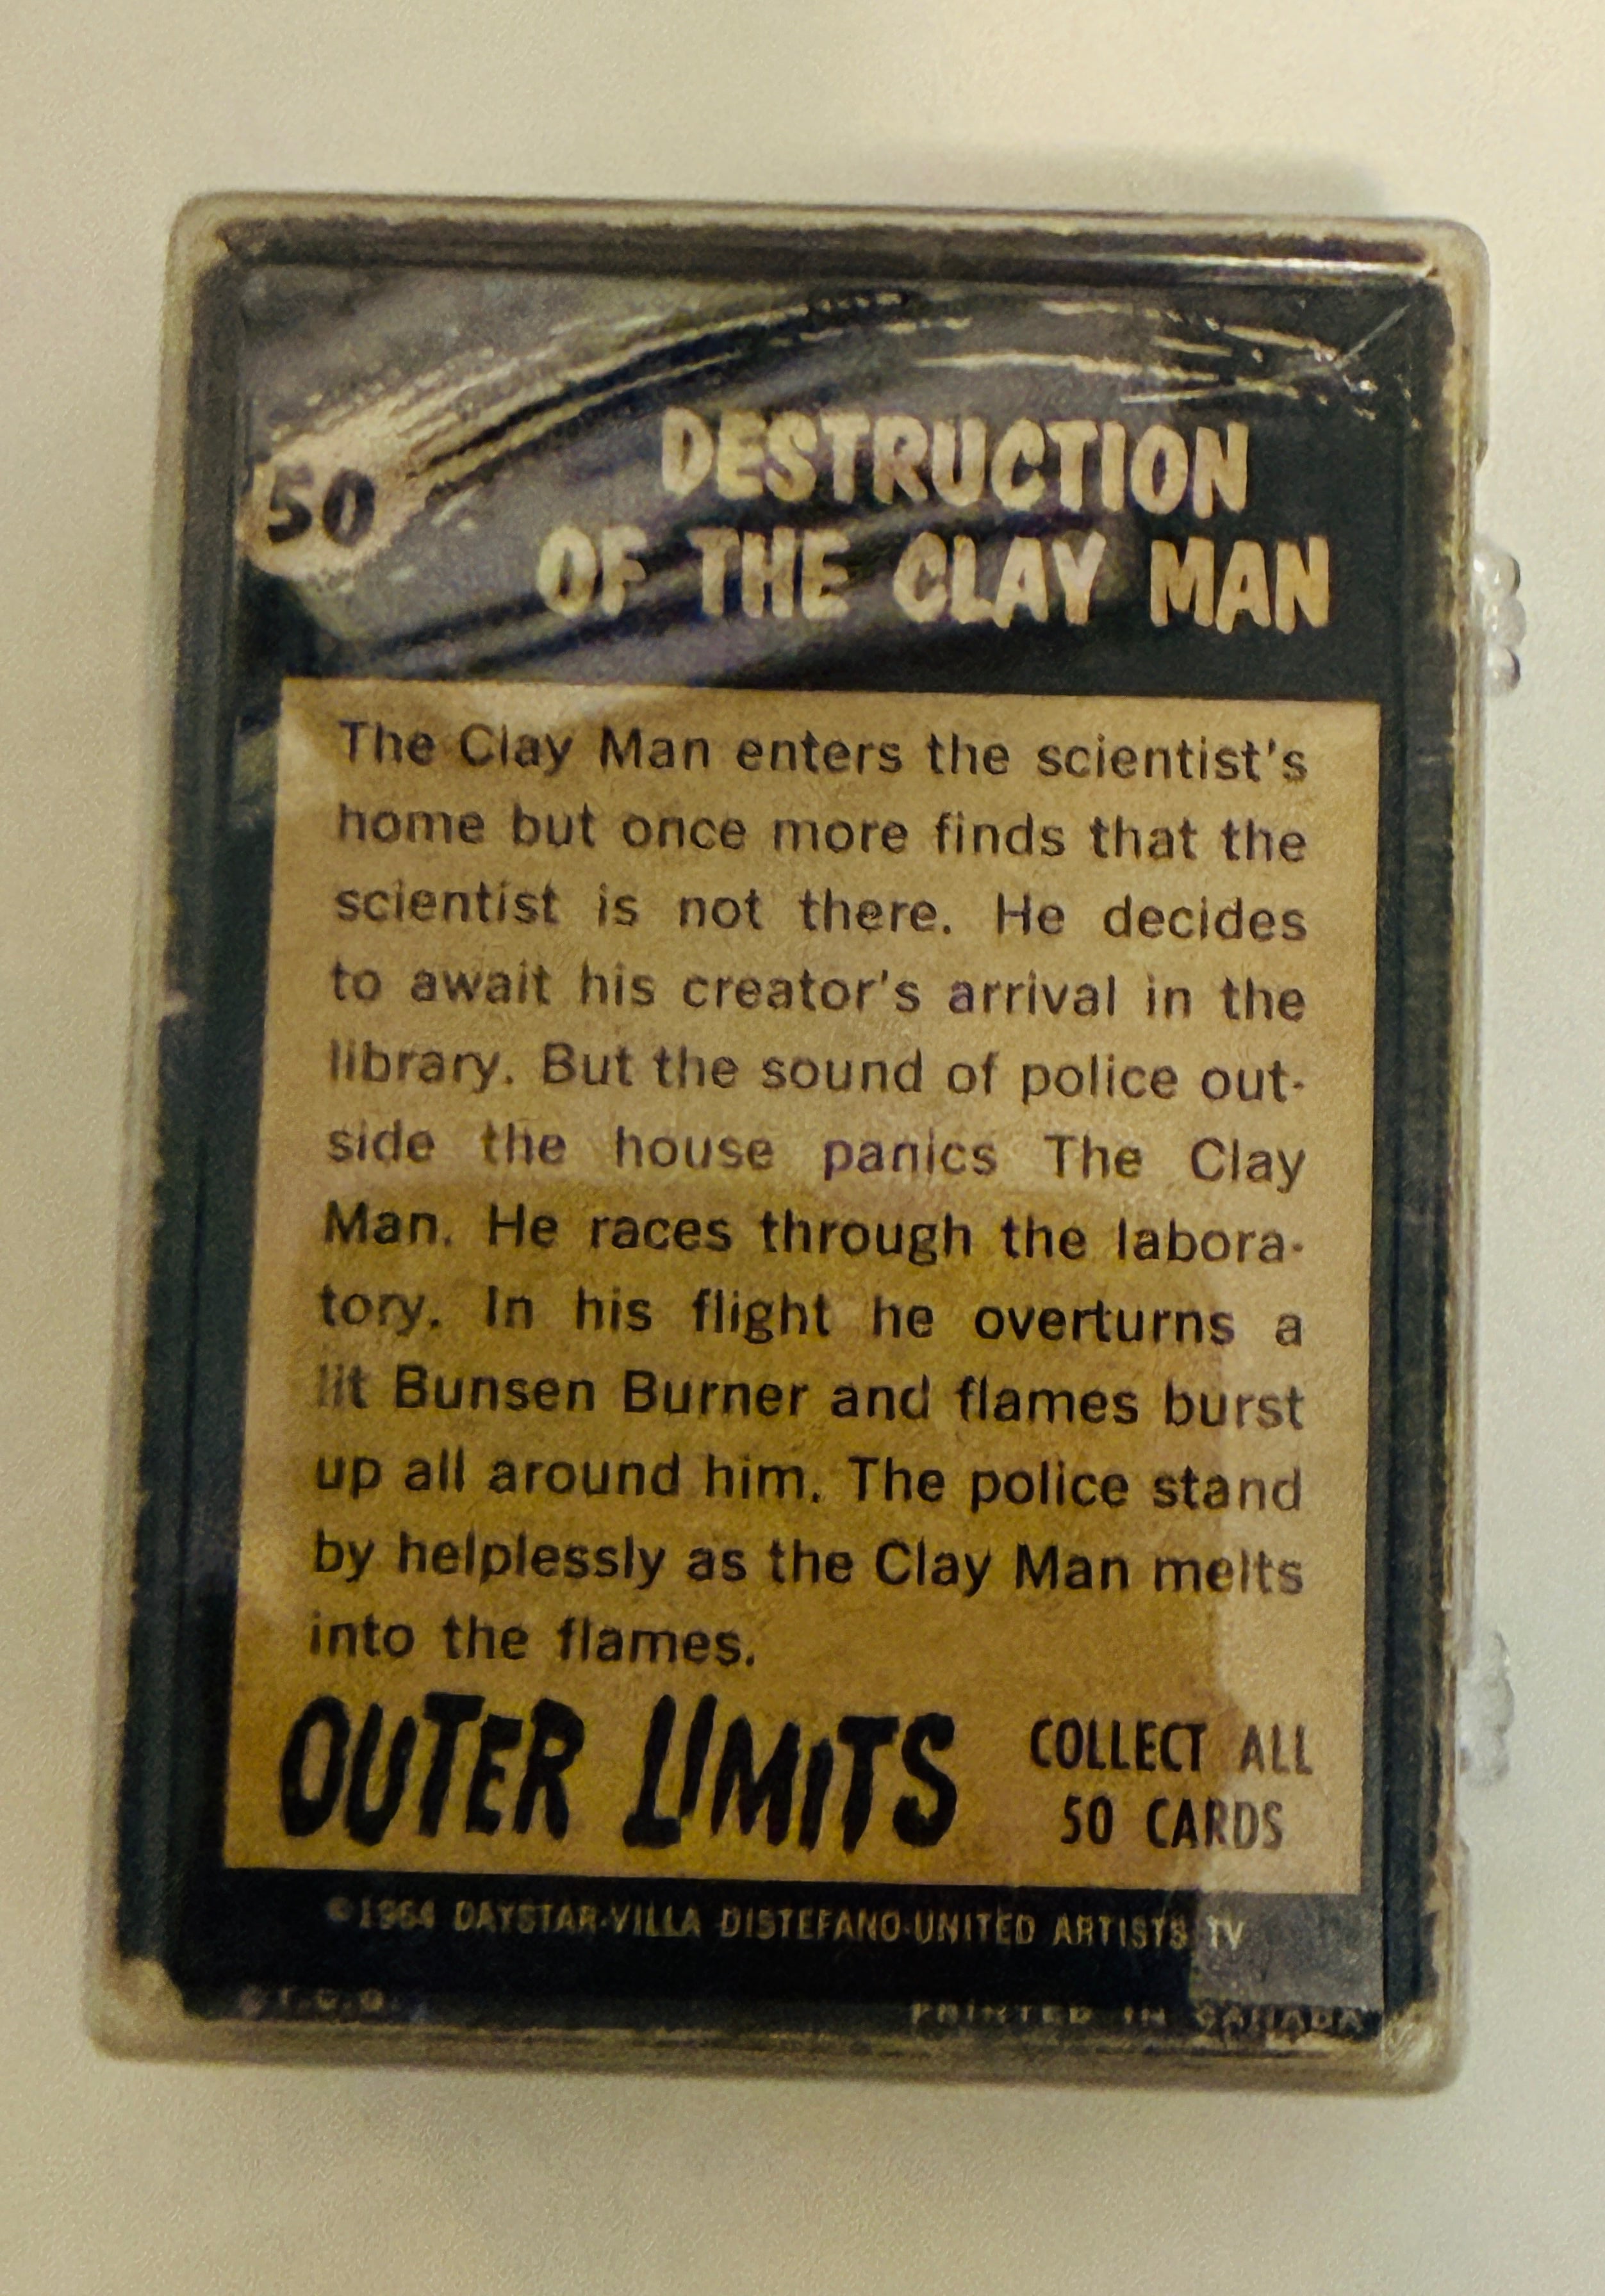 50
DESTRUCTION
OF THE CLAY MAN
The Clay Man enters the scientist's
home but once more finds that the
scientist is not there. He decides
to await his creator's arrival in the
library. But the sound of police out-
side the house panics The Clay
Man. He races through the labora-
tory. In his flight he overturns a
lit Bunsen Burner and flames burst
up all around him. The police stand
by helplessly as the Clay Man melts
into the flames.
OUTER LIMITS
COLLECT ALL
50 CARDS
©1964 DAYSTAR-VILLA DISTEFANO-UNITED ARTISTS TV
PRINTED IN CANADA